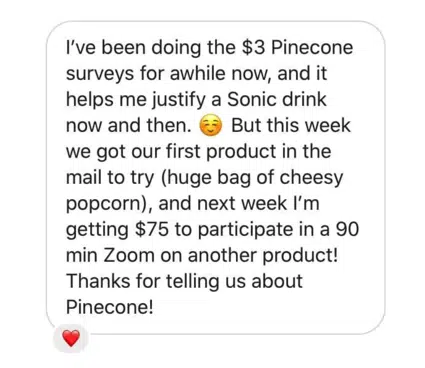 I’ve been doing the $3 Pinecone
surveys for awhile now, and it
helps me justify a Sonic drink
now and then. ☺️ But this week
we got our first product in the
mail to try (huge bag of cheesy
popcorn), and next week I’m
getting $75 to participate in a 90
min Zoom on another product!
Thanks for telling us about
Pinecone!